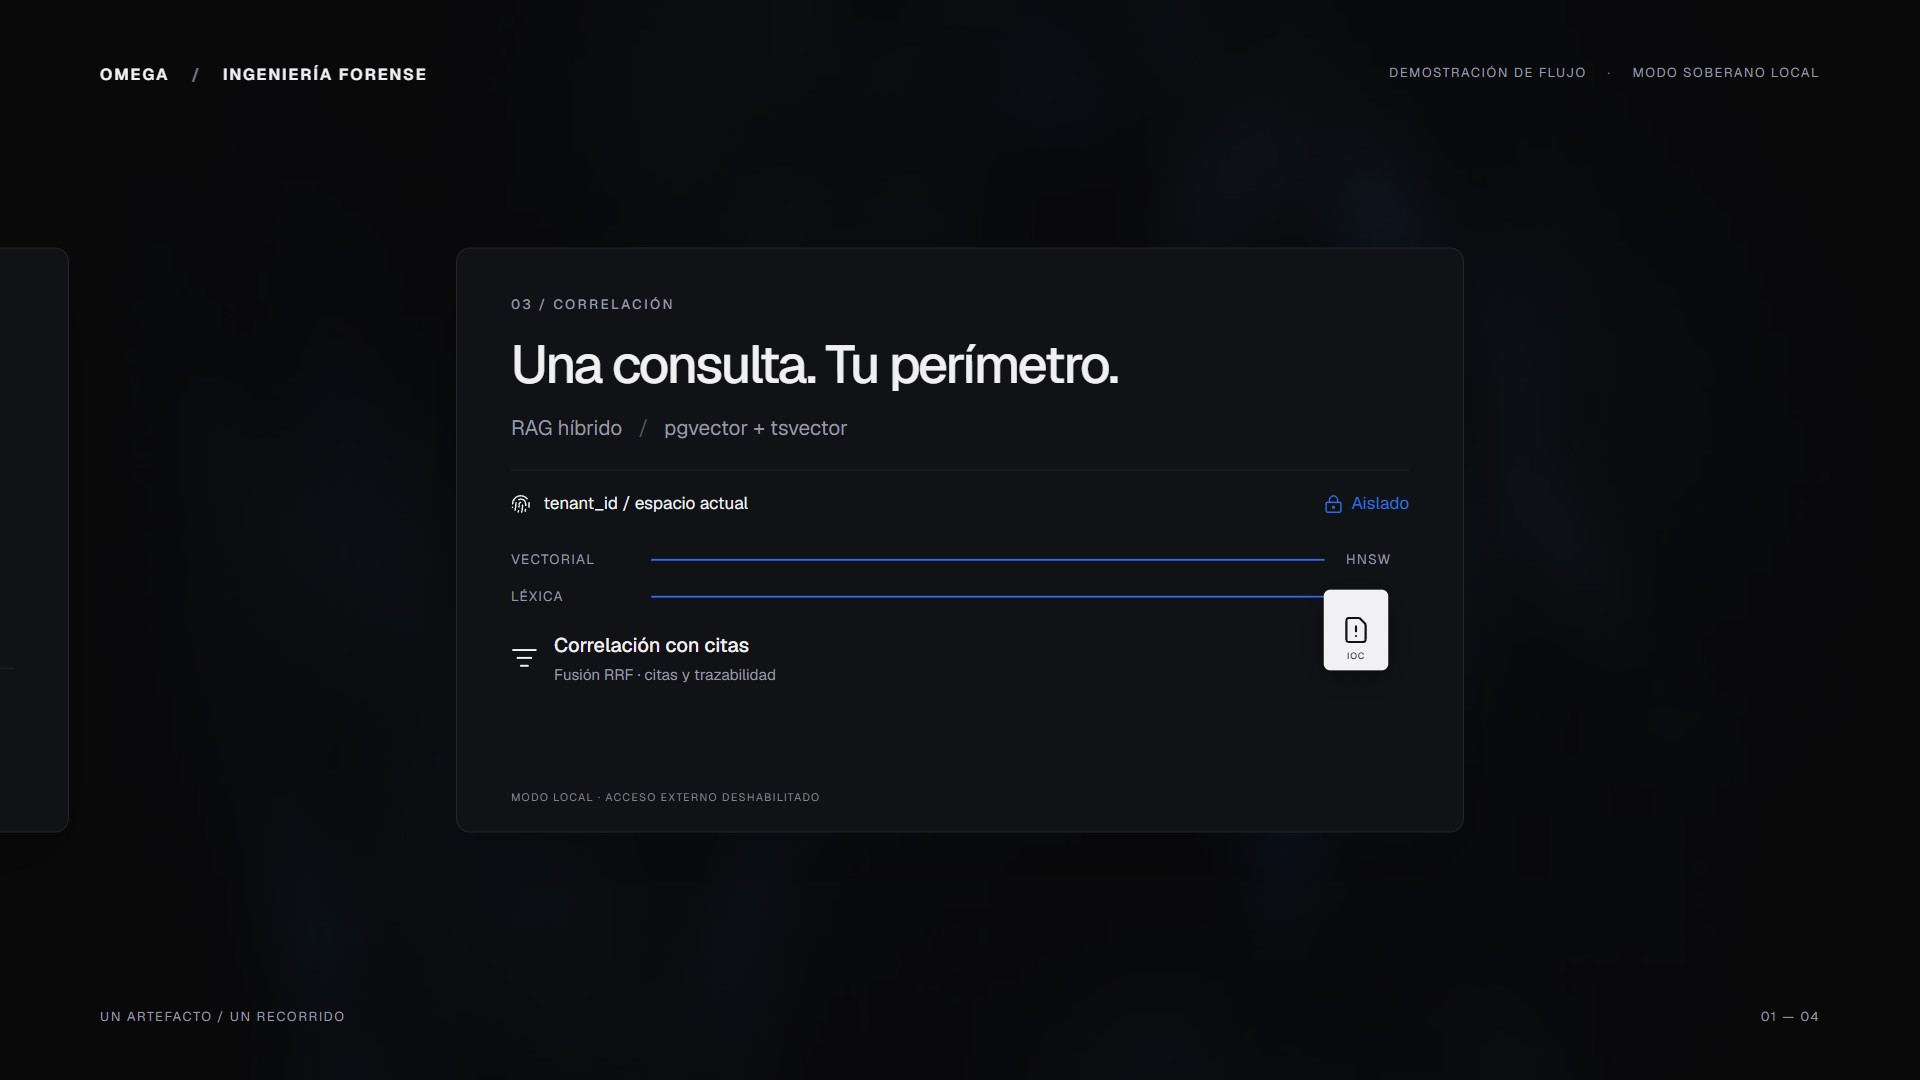 OMEGA / INGENIERÍA FORENSE
DEMOSTRACIÓN DE FLUJO · MODO SOBERANO LOCAL
03 / CORRELACIÓN
Una consulta. Tu perímetro.
RAG híbrido / pgvector + tsvector
tenant_id / espacio actual
Aislado
VECTORIAL
HNSW
LÉXICA
IOC
Correlación con citas
Fusión RRF · citas y trazabilidad
MODO LOCAL · ACCESO EXTERNO DESHABILITADO
UN ARTEFACTO / UN RECORRIDO
01 — 04